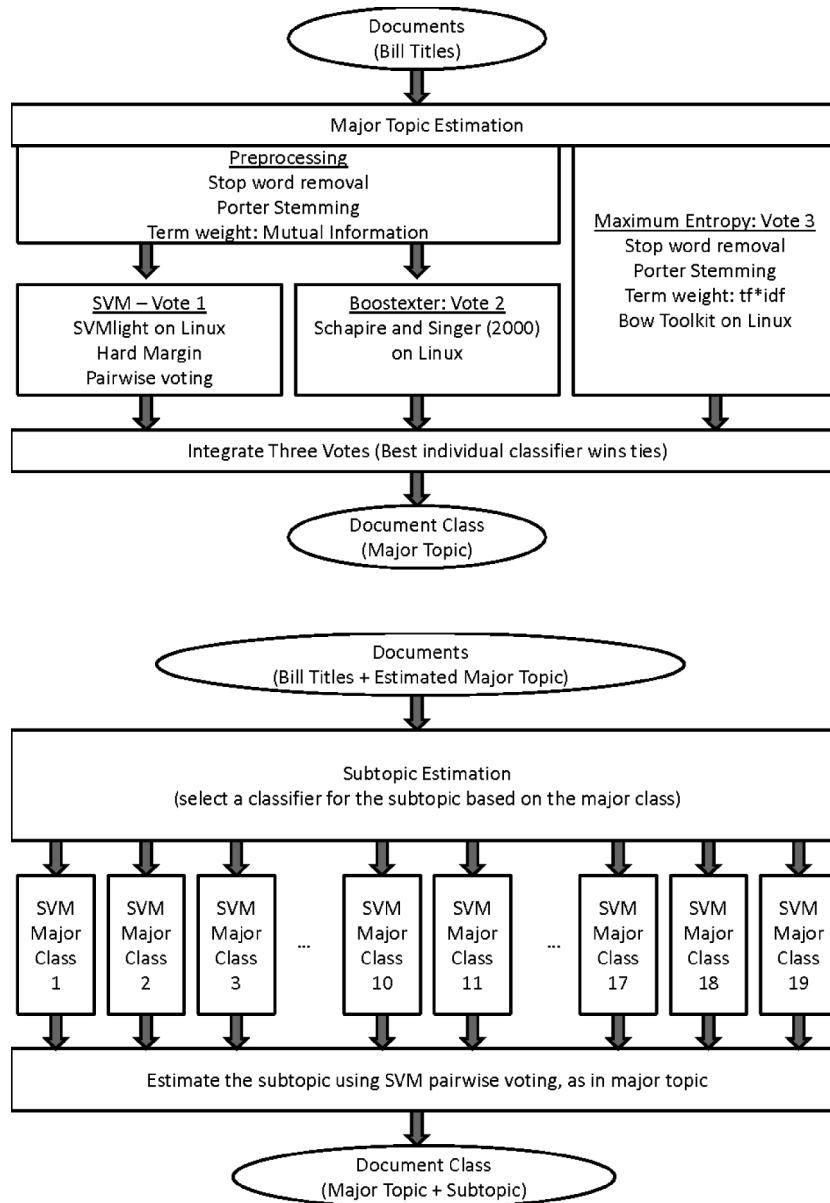 Documents
(Bill Titles)
Major Topic Estimation
Preprocessing
Stop word removal
Porter Stemming
Term weight: Mutual Information
Maximum Entropy: Vote 3
Stop word removal
Porter Stemming
Term weight: tf*idf
Bow Toolkit on Linux
SVM – Vote 1
SVMlight on Linux
Hard Margin
Pairwise voting
Boostexter: Vote 2
Schapire and Singer (2000)
on Linux
Integrate Three Votes (Best individual classifier wins ties)
Document Class
(Major Topic)
Documents
(Bill Titles + Estimated Major Topic)
Subtopic Estimation
(select a classifier for the subtopic based on the major class)
SVM
Major
Class
1
SVM
Major
Class
2
SVM
Major
Class
3
...
SVM
Major
Class
10
SVM
Major
Class
11
...
SVM
Major
Class
17
SVM
Major
Class
18
SVM
Major
Class
19
Estimate the subtopic using SVM pairwise voting, as in major topic
Document Class
(Major Topic + Subtopic)